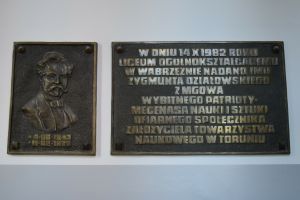 W DNIU 14 X 1982 ROKU
LICEUM OGÓLNOKSZTAŁCĄCEMU
W WĄBRZEŹNIE NADANO IMIĘ
ZYGMUNTA DZIAŁOWSKIEGO
Z MGOWA
WYBITNEGO PATRIOTY-
MECENASA NAUKI I SZTUKI
OFIARNEGO SPOŁECZNIKA
ZAŁOŻYCIELA TOWARZYSTWA
NAUKOWEGO W TORUNIU